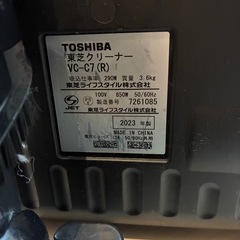 TOSHIBA
東芝クリーナー
VC-C7(R)
吸込仕事率 290W 質量 3.6kg
東芝ライフスタイル株式会社
100V 850W 50/60Hz
製造番号 7261085
東芝ライフスタイル株式会社
JET
2023 年製
MADE IN CHINA